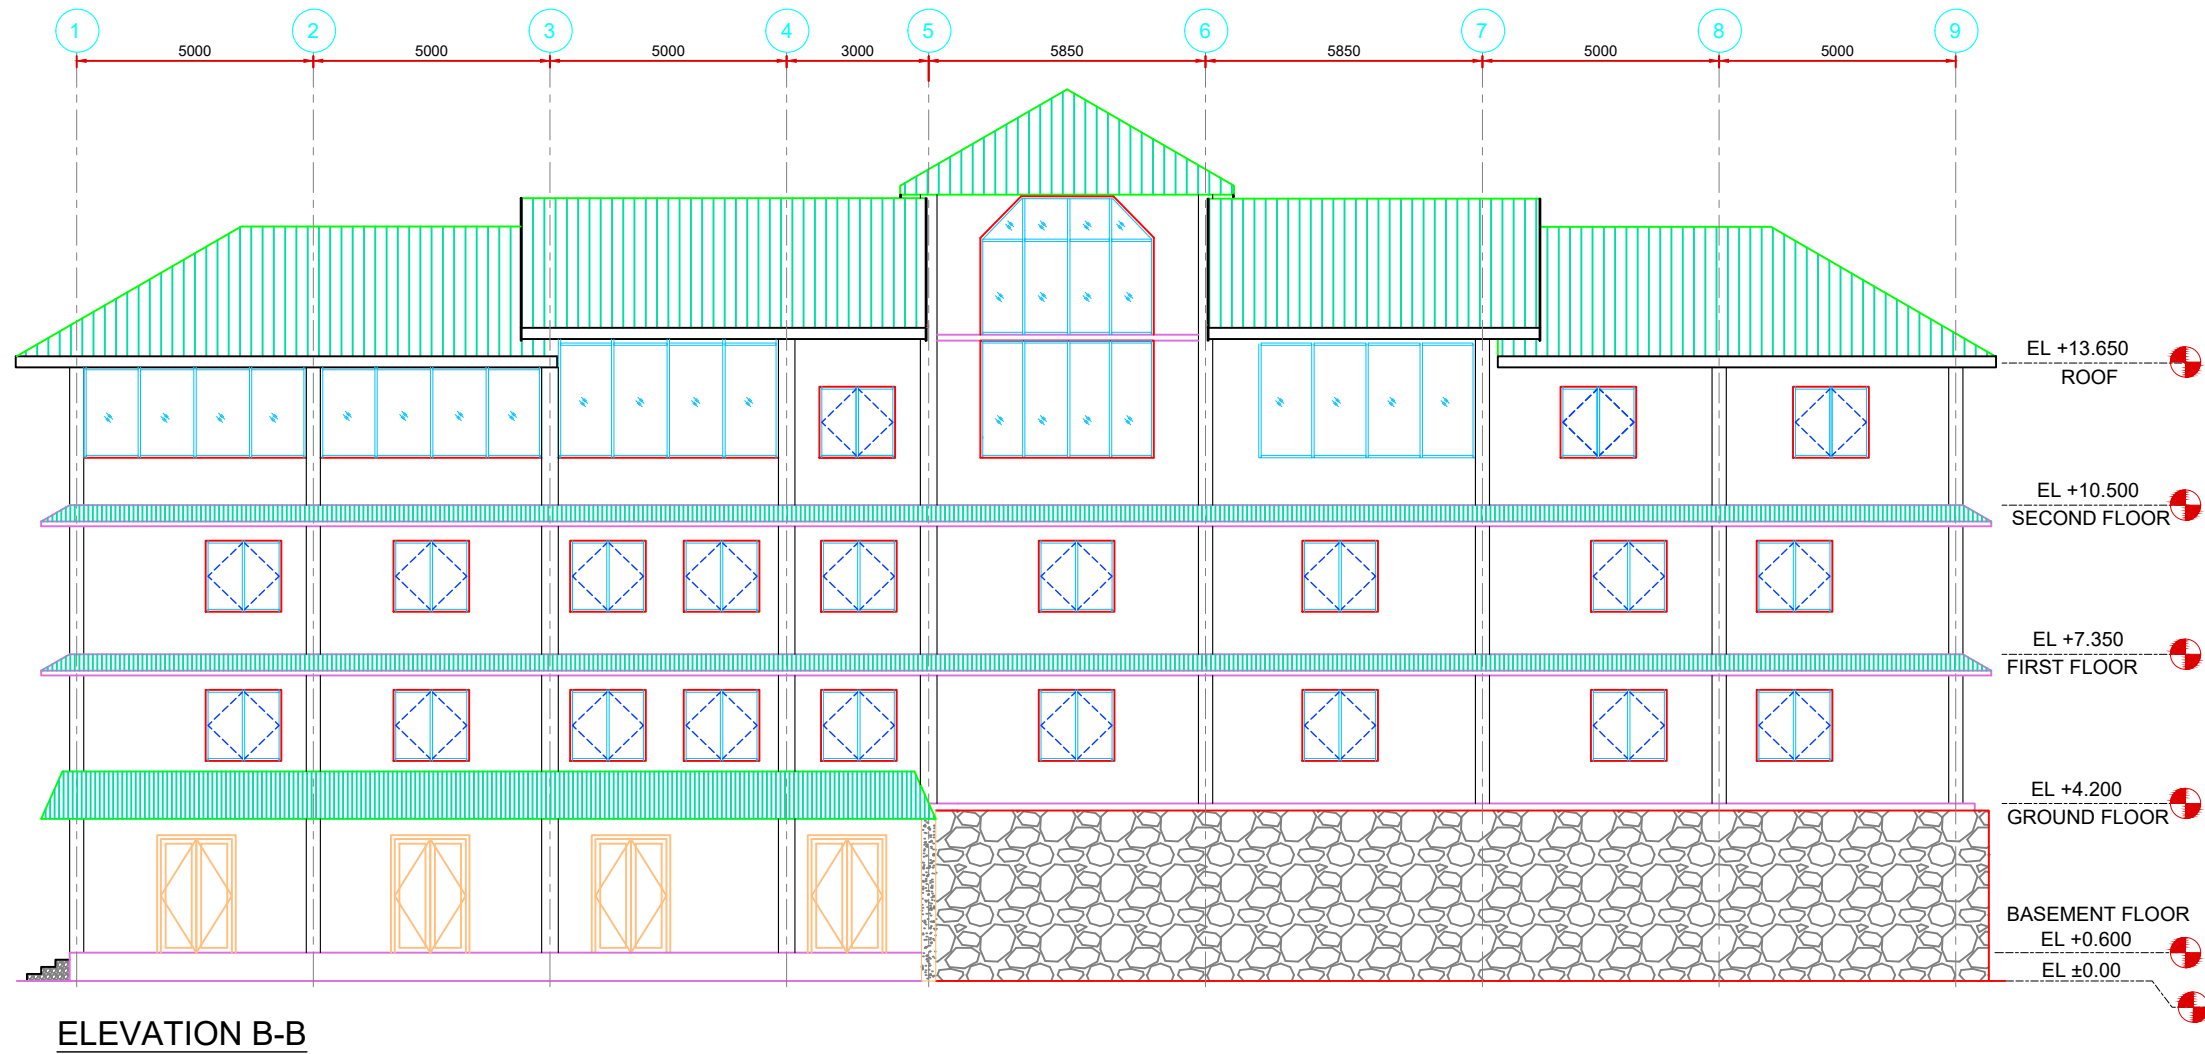 1 2 3 4 5 6 7 8 9
5000 5000 5000 3000 5850 5850 5000 5000
EL +13.650
ROOF
EL +10.500
SECOND FLOOR
EL +7.350
FIRST FLOOR
EL +4.200
GROUND FLOOR
BASEMENT FLOOR
EL +0.600
EL ±0.00
ELEVATION B-B